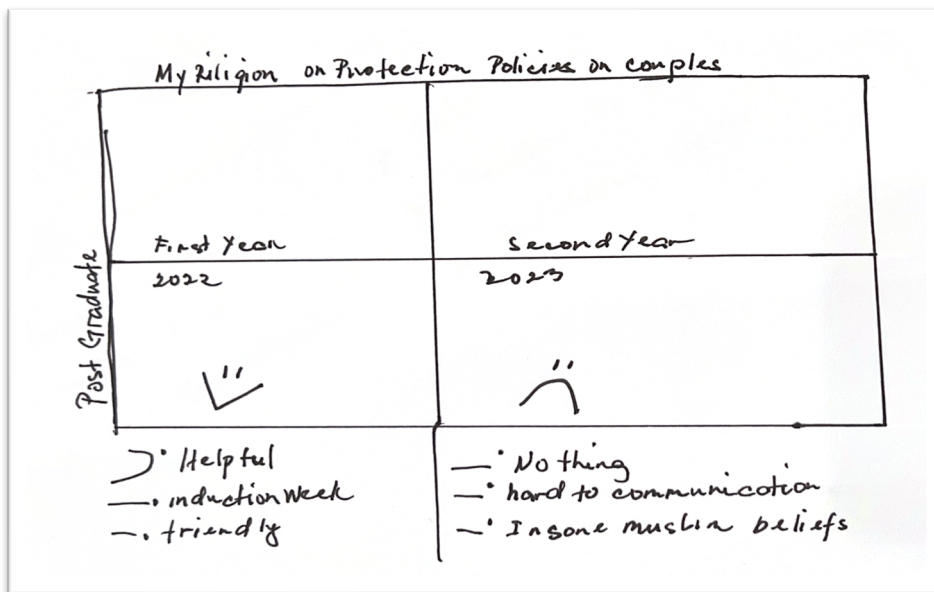 My Riligion on Protection Policies on couples
First Year
Second Year
2022
2023
Post Graduate
Helpful
induction Week
friendly
No thing
hard to communication
Insone muslim beliefs